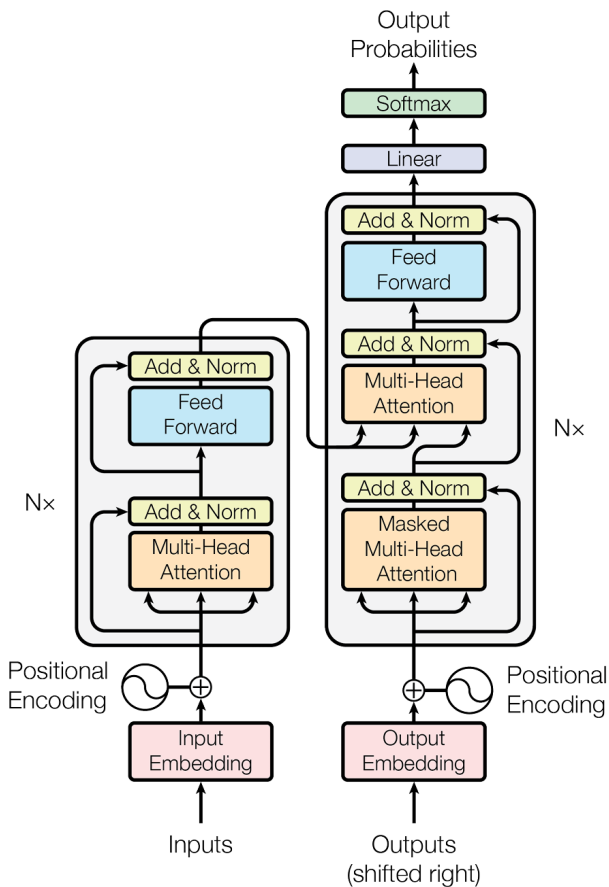 Output
Probabilities
Softmax
Linear
Add & Norm
Feed
Forward
Add & Norm
Multi-Head
Attention
Add & Norm
Masked
Multi-Head
Attention
N×
Add & Norm
Feed
Forward
Add & Norm
Multi-Head
Attention
N×
Positional
Encoding
Positional
Encoding
Input
Embedding
Output
Embedding
Inputs
Outputs
(shifted right)